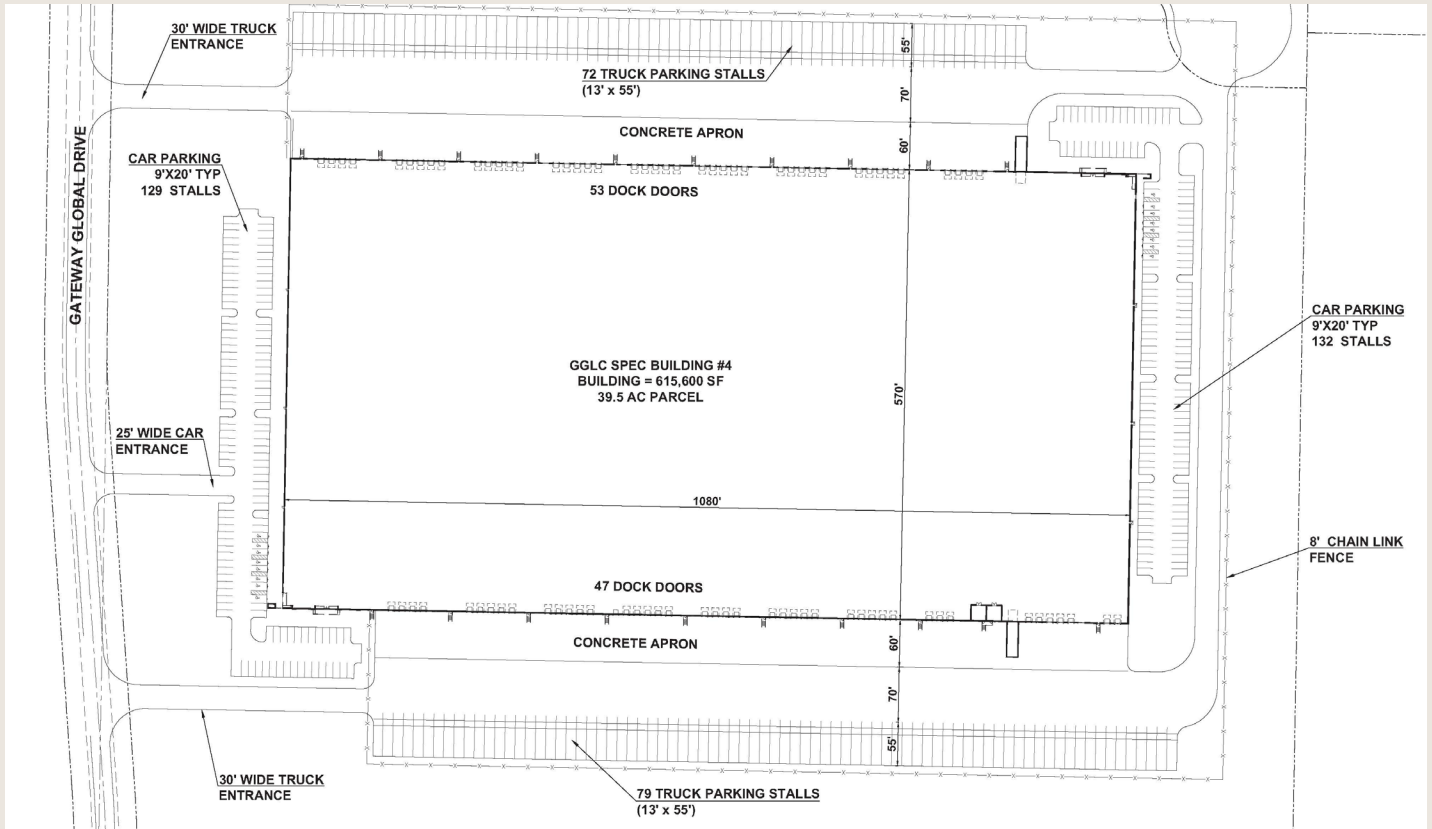 30' WIDE TRUCK
ENTRANCE
72 TRUCK PARKING STALLS
(13' x 55')
55'
70'
60'
CONCRETE APRON
CAR PARKING
9'X20' TYP
129 STALLS
53 DOCK DOORS
GATEWAY GLOBAL DRIVE
CAR PARKING
9'X20' TYP
132 STALLS
GGLC SPEC BUILDING #4
BUILDING = 615,600 SF
39.5 AC PARCEL
570'
25' WIDE CAR
ENTRANCE
1080'
8' CHAIN LINK
FENCE
47 DOCK DOORS
CONCRETE APRON
60'
70'
55'
30' WIDE TRUCK
ENTRANCE
79 TRUCK PARKING STALLS
(13' x 55')